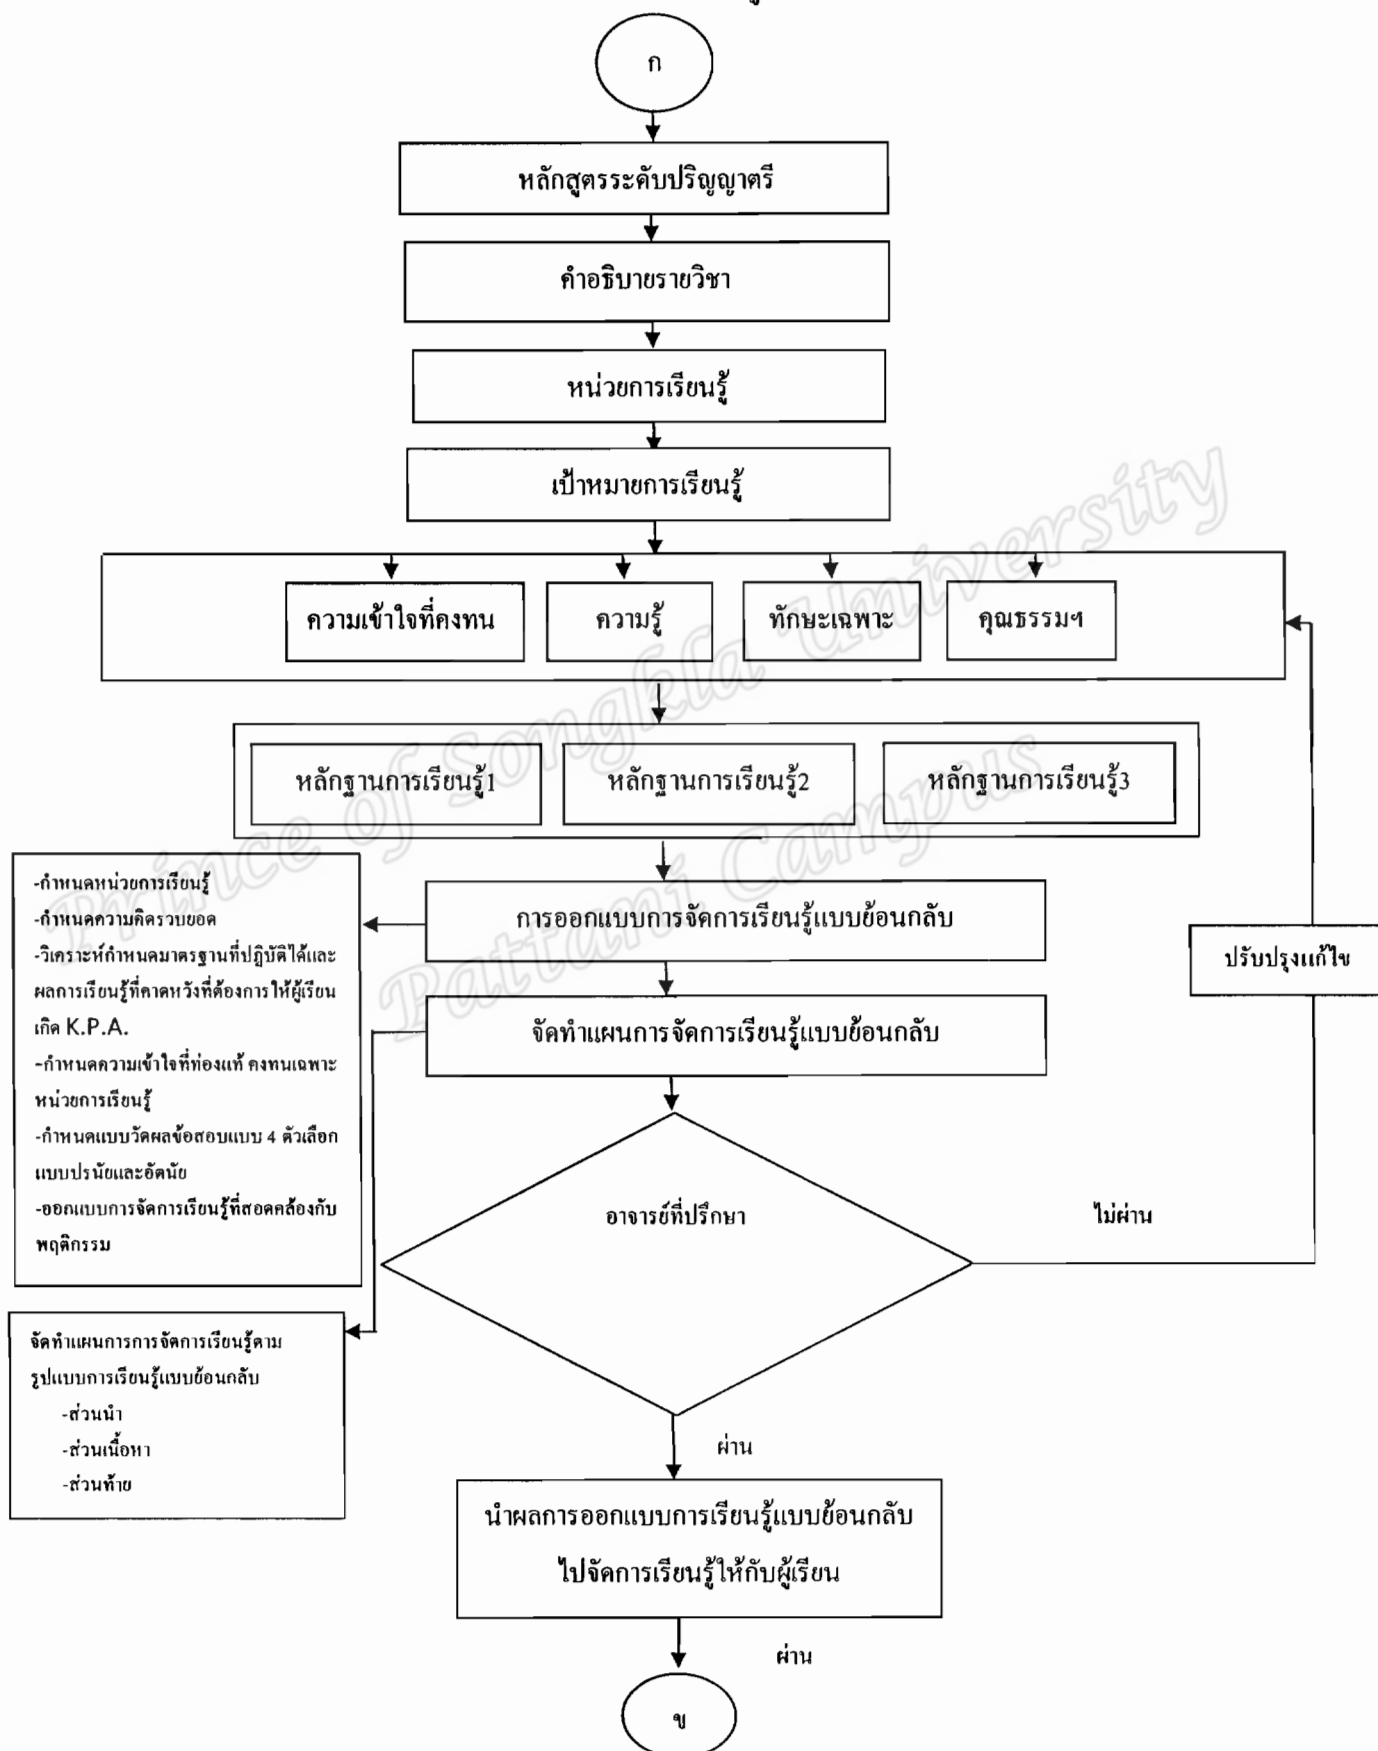 ก
หลักสูตรระดับปริญญาตรี
คำอธิบายรายวิชา
หน่วยการเรียนรู้
เป้าหมายการเรียนรู้
ความเข้าใจที่คงทน
ความรู้
ทักษะเฉพาะ
คุณธรรมฯ
หลักฐานการเรียนรู้1
หลักฐานการเรียนรู้2
หลักฐานการเรียนรู้3
การออกแบบการจัดการเรียนรู้แบบย้อนกลับ
-กำหนดหน่วยการเรียนรู้
-กำหนดความคิดรวบยอด
-วิเคราะห์กำหนดมาตรฐานที่ปฏิบัติได้และ
ผลการเรียนรู้ที่คาดหวังที่ต้องการให้ผู้เรียน
เกิด K.P.A.
-กำหนดความเข้าใจที่ท่องแท้ คงทนเฉพาะ
หน่วยการเรียนรู้
-กำหนดแบบวัดผลข้อสอบแบบ 4 ตัวเลือก
แบบปรนัยและอัตนัย
-ออกแบบการจัดการเรียนรู้ที่สอดคล้องกับ
พฤติกรรม
จัดทำแผนการจัดการเรียนรู้แบบย้อนกลับ
ปรับปรุงแก้ไข
อาจารย์ที่ปรึกษา
ไม่ผ่าน
จัดทำแผนการการจัดการเรียนรู้ตาม
รูปแบบการเรียนรู้แบบย้อนกลับ
-ส่วนนำ
-ส่วนเนื้อหา
-ส่วนท้าย
ผ่าน
นำผลการออกแบบการเรียนรู้แบบย้อนกลับ
ไปจัดการเรียนรู้ให้กับผู้เรียน
ผ่าน
ข
Prince of Songkla University
Pattani Campus